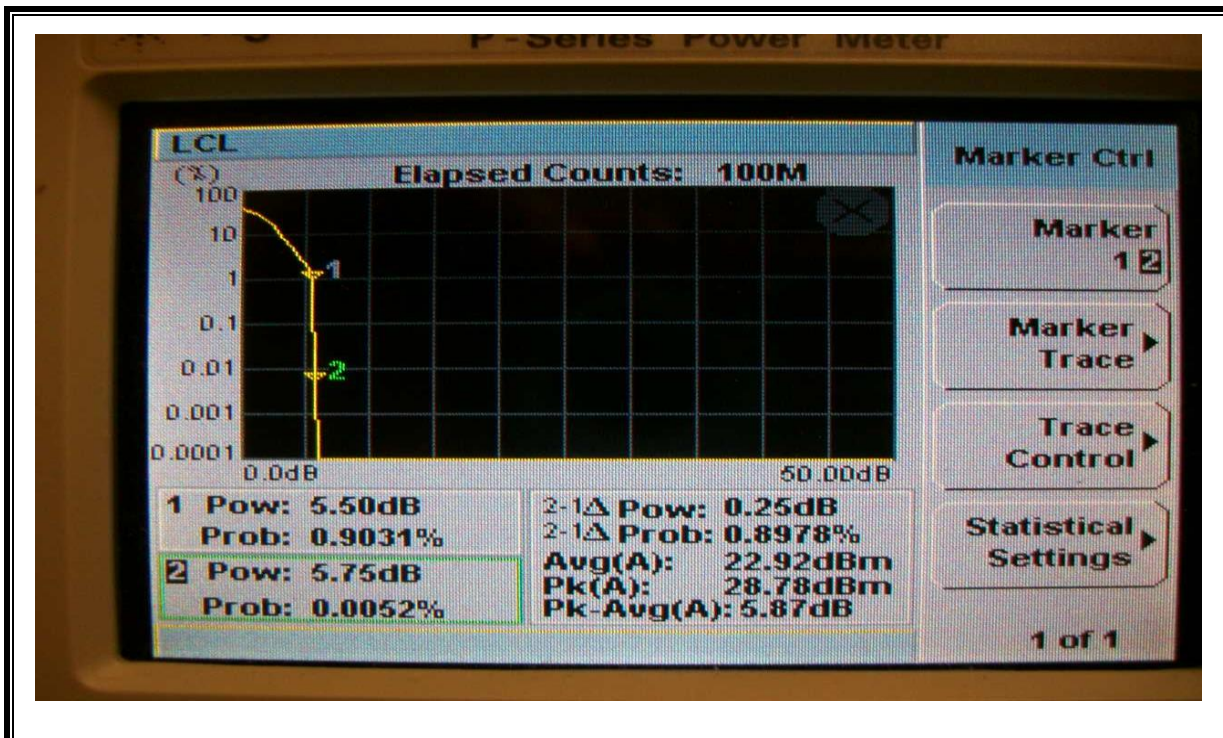 P-Series Power Meter
LCL
(%)
Elapsed Counts: 100M
100
10
1
0.1
0.01
0.001
0.0001
1
2
0.0dB
50.00dB
1 Pow: 5.50dB
Prob: 0.9031%
2 Pow: 5.75dB
Prob: 0.0052%
2-1Δ Pow: 0.25dB
2-1Δ Prob: 0.8978%
Avg(A): 22.92dBm
Pk(A): 28.78dBm
Pk-Avg(A): 5.87dB
Marker Ctrl
Marker
1 2
Marker
Trace
Trace
Control
Statistical
Settings
1 of 1